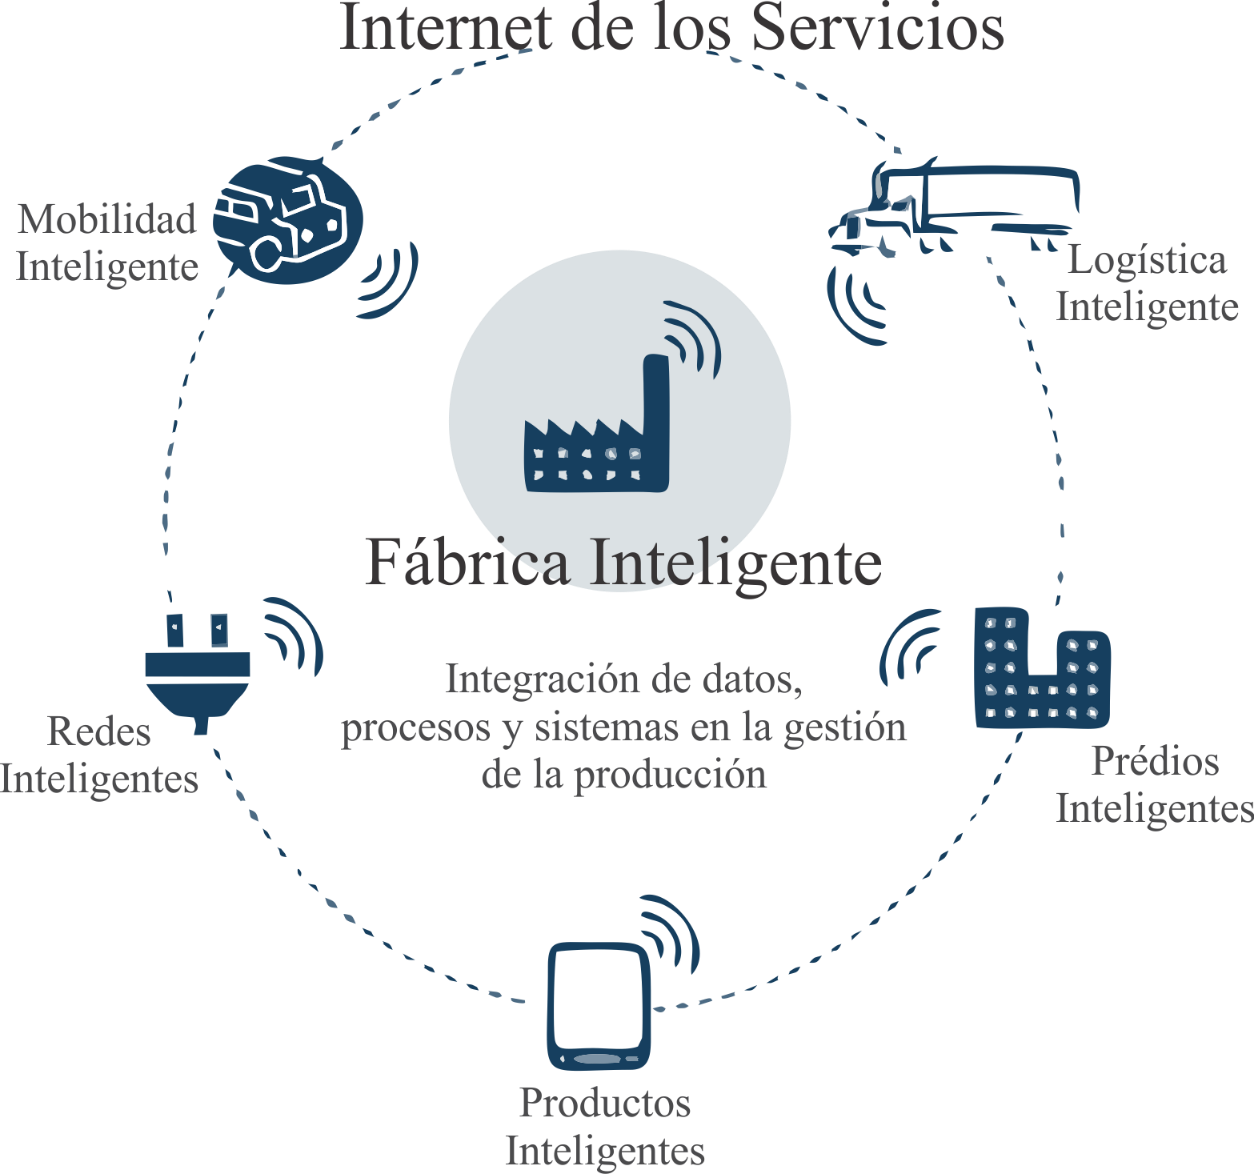 Internet de los Servicios
Mobilidad
Inteligente
Logística
Inteligente
Fábrica Inteligente
Integración de datos,
procesos y sistemas en la gestión
de la producción
Redes
Inteligentes
Prédios
Inteligentes
Productos
Inteligentes